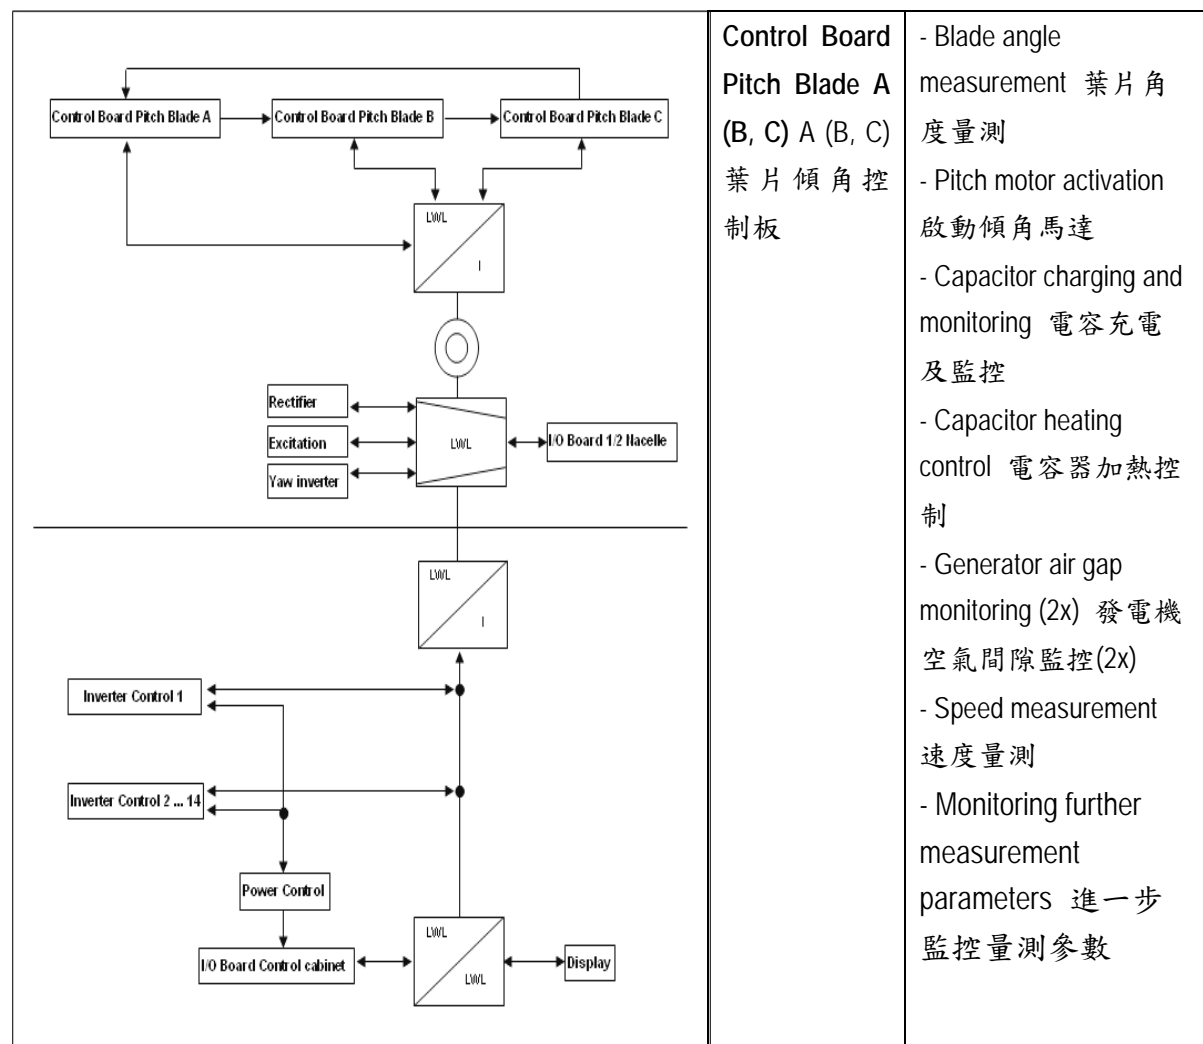 Control Board Pitch Blade A
Control Board Pitch Blade B
Control Board Pitch Blade C
LWL
I
Rectifier
Excitation
Yaw inverter
LWL
I/O Board 1/2 Nacelle
LWL
I
Inverter Control 1
Inverter Control 2 ... 14
Power Control
I/O Board Control cabinet
LWL
LWL
Display
Control Board
Pitch Blade A
(B, C) A (B, C)
葉片傾角控
制板
- Blade angle
measurement 葉片角
度量測
- Pitch motor activation
啟動傾角馬達
- Capacitor charging and
monitoring 電容充電
及監控
- Capacitor heating
control 電容器加熱控
制
- Generator air gap
monitoring (2x) 發電機
空氣間隙監控(2x)
- Speed measurement
速度量測
- Monitoring further
measurement
parameters 進一步
監控量測參數